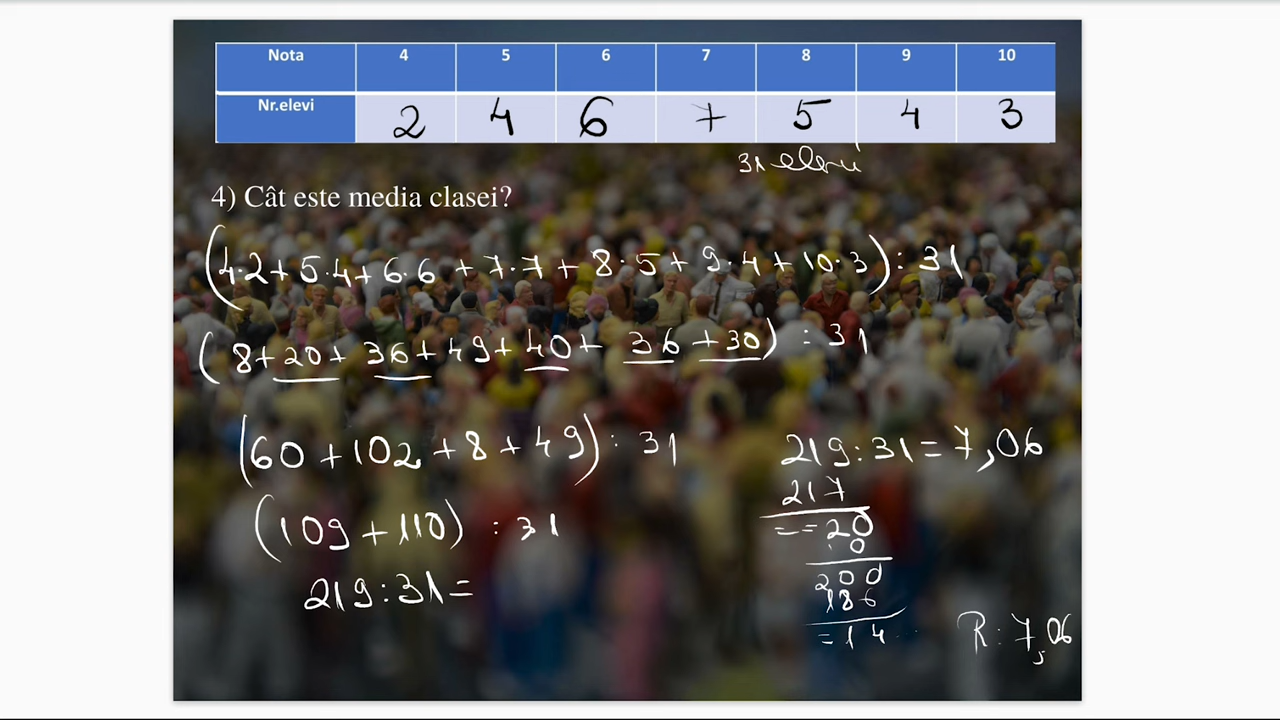 Nota 4 5 6 7 8 9 10
Nr.elevi 2 4 6 7 5 4 3
31 elevi
4) Cât este media clasei?
(4·2+5·4+6·6+7·7+8·5+9·4+10·3):31
(8+20+36+49+40+36+30):31
(60+102+8+49):31
(109+110):31
219:31=
219:31=7,06
217
==20
0
200
186
=14
R:7,06